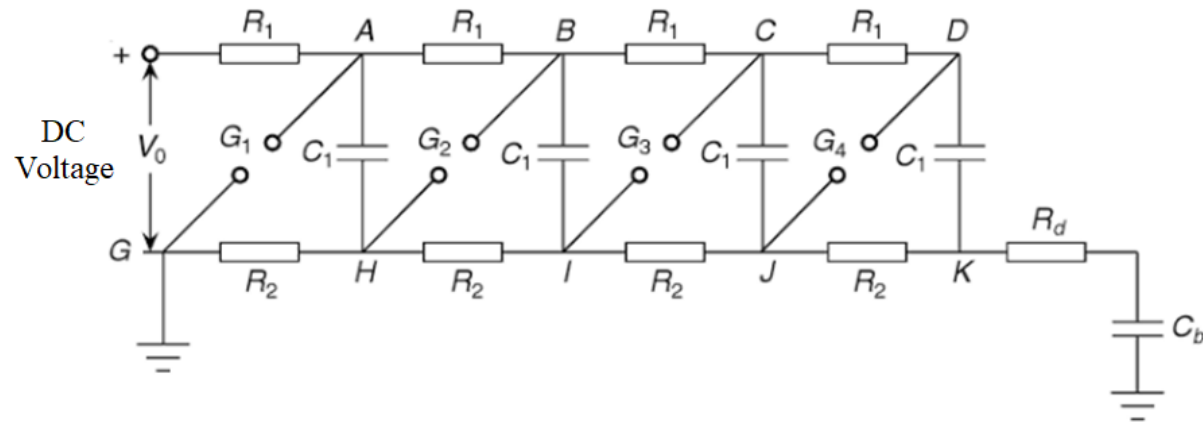 R1 A R1 B R1 C R1 D
+
DC
Voltage
V0
G1 C1 G2 C1 G3 C1 G4 C1
G R2 H R2 I R2 J R2 K Rd
Cb